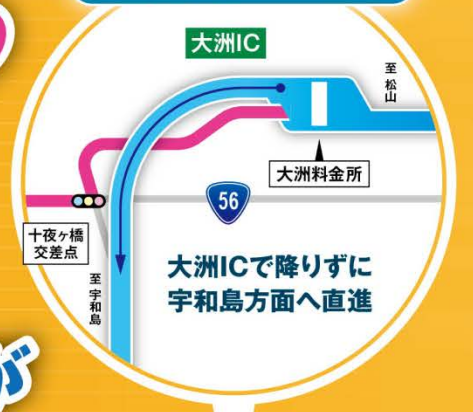 大洲IC
至 松山
大洲料金所
56
十夜ヶ橋
交差点
至 宇和島
大洲ICで降りずに
宇和島方面へ直進
が